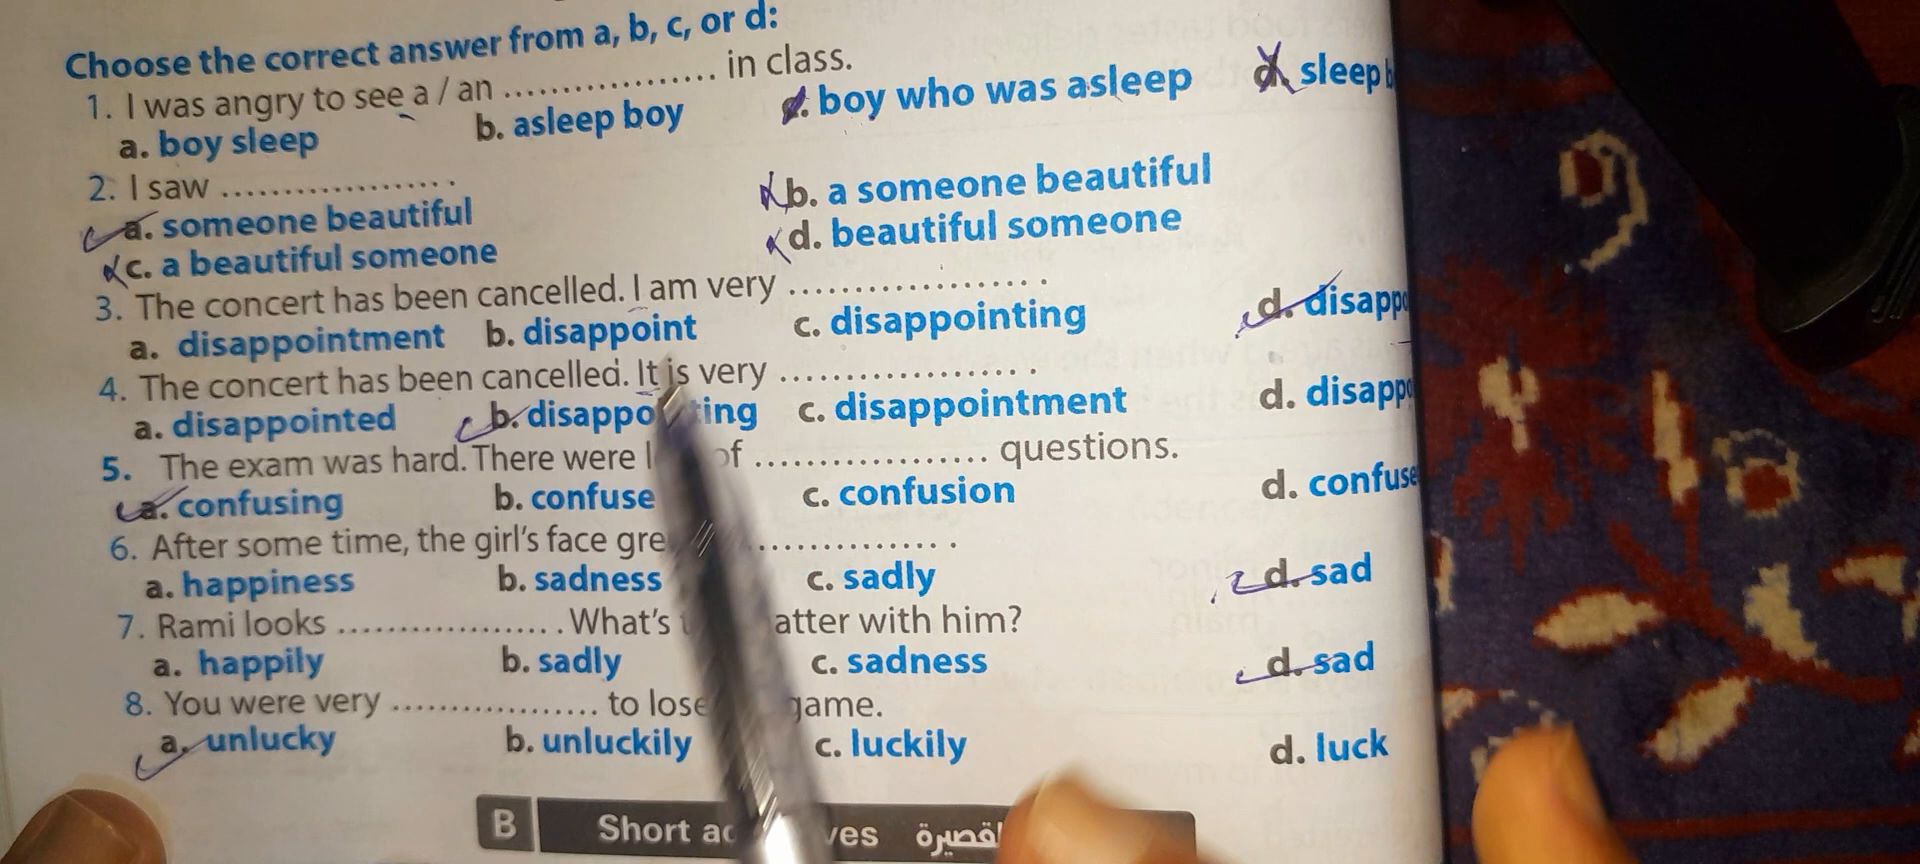 Choose the correct answer from a, b, c, or d:
1. I was angry to see a / an .................. in class.
a. boy sleep b. asleep boy c. boy who was asleep d. sleep
2. I saw ...................
a. someone beautiful b. a someone beautiful
c. a beautiful someone d. beautiful someone
3. The concert has been cancelled. I am very ....................
a. disappointment b. disappoint c. disappointing d.
4. The concert has been cancelled. It is very ....................
a. disappointed b. c. disappointment d.
5. The exam was hard. There were of .................. questions.
a. confusing b. confuse c. confusion d.
6. After some time, the girl's face ................
a. happiness b. sadness c. sadly d. sad
7. Rami looks .................. . What's with him?
a. happily b. sadly c. sadness d. sad
8. You were very .................. to lose game.
a. unlucky b. unluckily c. luckily d. luck
B Short